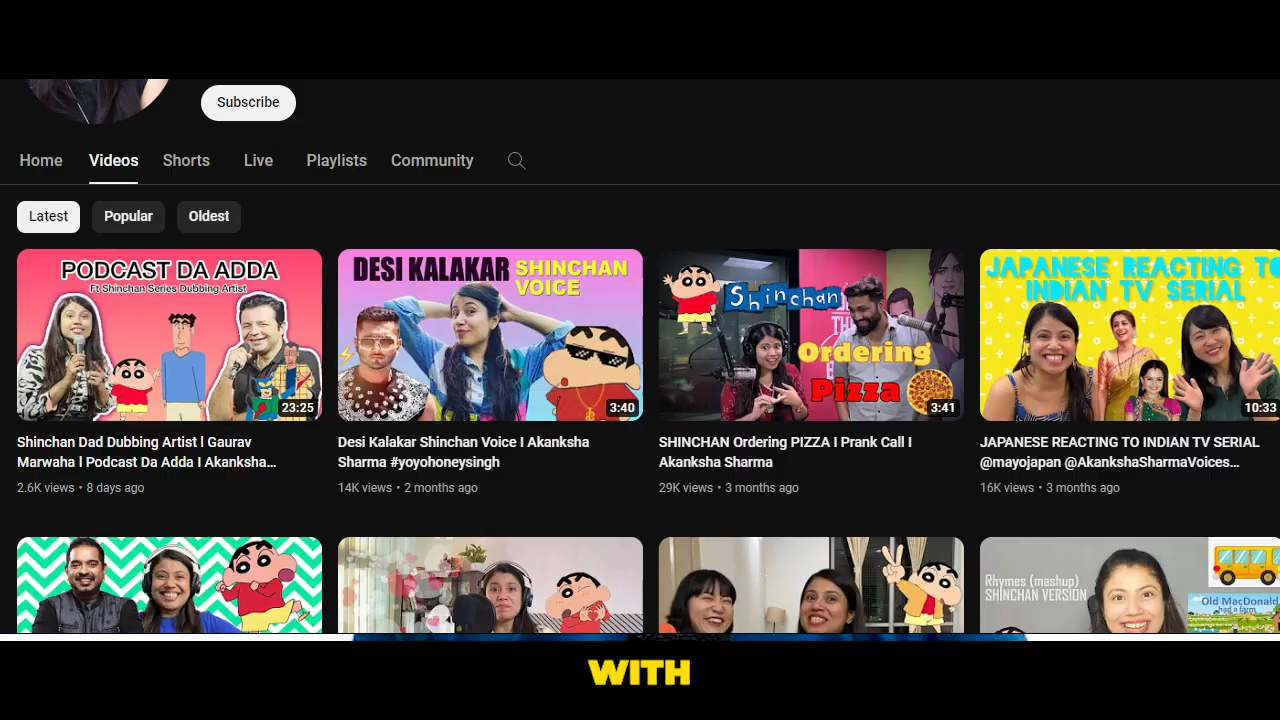 Subscribe
Home Videos Shorts Live Playlists Community
Latest Popular Oldest
PODCAST DA ADDA
Ft Shinchan Series Dubbing Artist
23:25
DESI KALAKAR SHINCHAN
VOICE
3:40
Shinchan
Ordering
Pizza
3:41
JAPANESE REACTING TO
INDIAN TV SERIAL
10:33
Shinchan Dad Dubbing Artist l Gaurav
Marwaha l Podcast Da Adda I Akanksha...
2.6K views • 8 days ago
Desi Kalakar Shinchan Voice I Akanksha
Sharma #yoyohoneysingh
14K views • 2 months ago
SHINCHAN Ordering PIZZA I Prank Call I
Akanksha Sharma
29K views • 3 months ago
JAPANESE REACTING TO INDIAN TV SERIAL
@mayojapan @AkankshaSharmaVoices...
16K views • 3 months ago
Rhymes (mashup)
SHINCHAN VERSION
Old MacDonald
had a farm
WITH